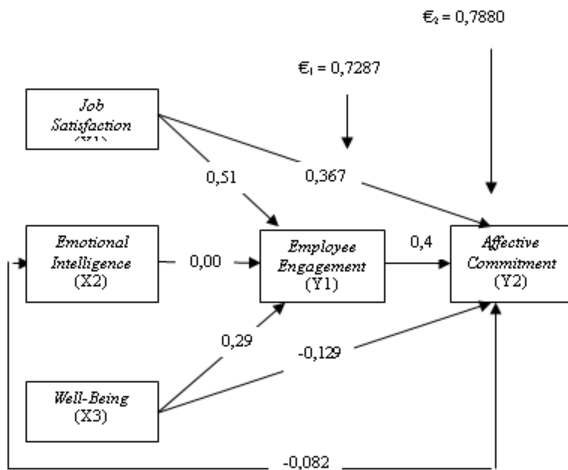 €₂ = 0,7880
€₁ = 0,7287
Job
Satisfaction
0,51
0,367
Emotional
Intelligence
(X2)
0,00
Employee
Engagement
(Y1)
0,4
Affective
Commitment
(Y2)
0,29
-0,129
Well-Being
(X3)
-0,082